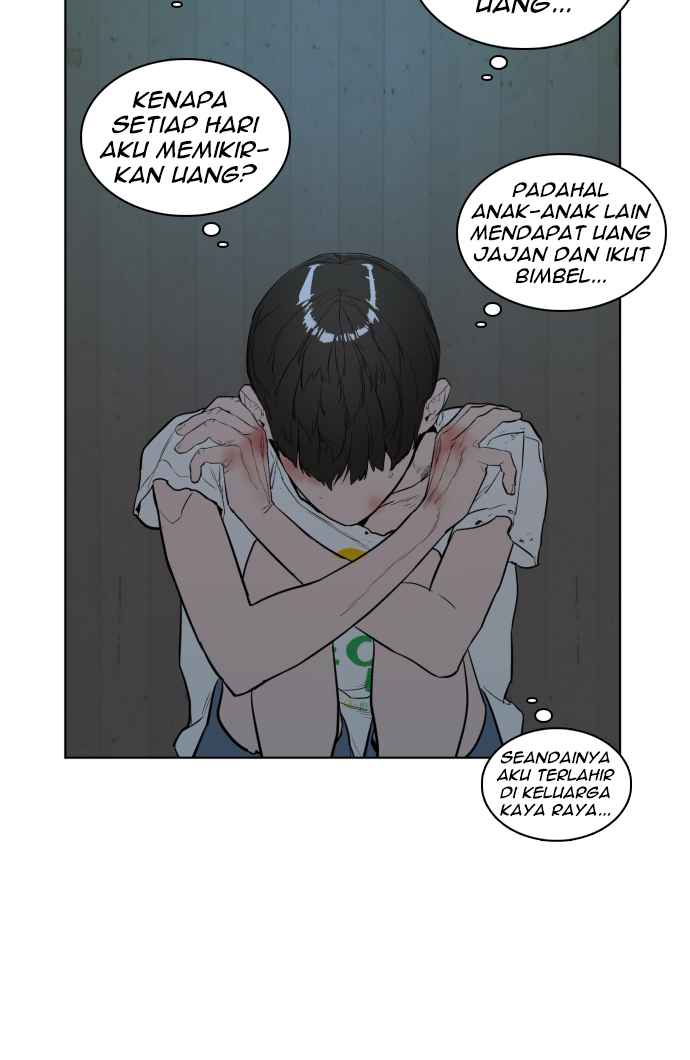 UANG...
KENAPA
SETIAP HARI
AKU MEMIKIR-
KAN UANG?
PADAHAL
ANAK-ANAK LAIN
MENDAPAT UANG
JAJAN DAN IKUT
BIMBEL...
SEANDAINYA
AKU TERLAHIR
DI KELUARGA
KAYA RAYA...